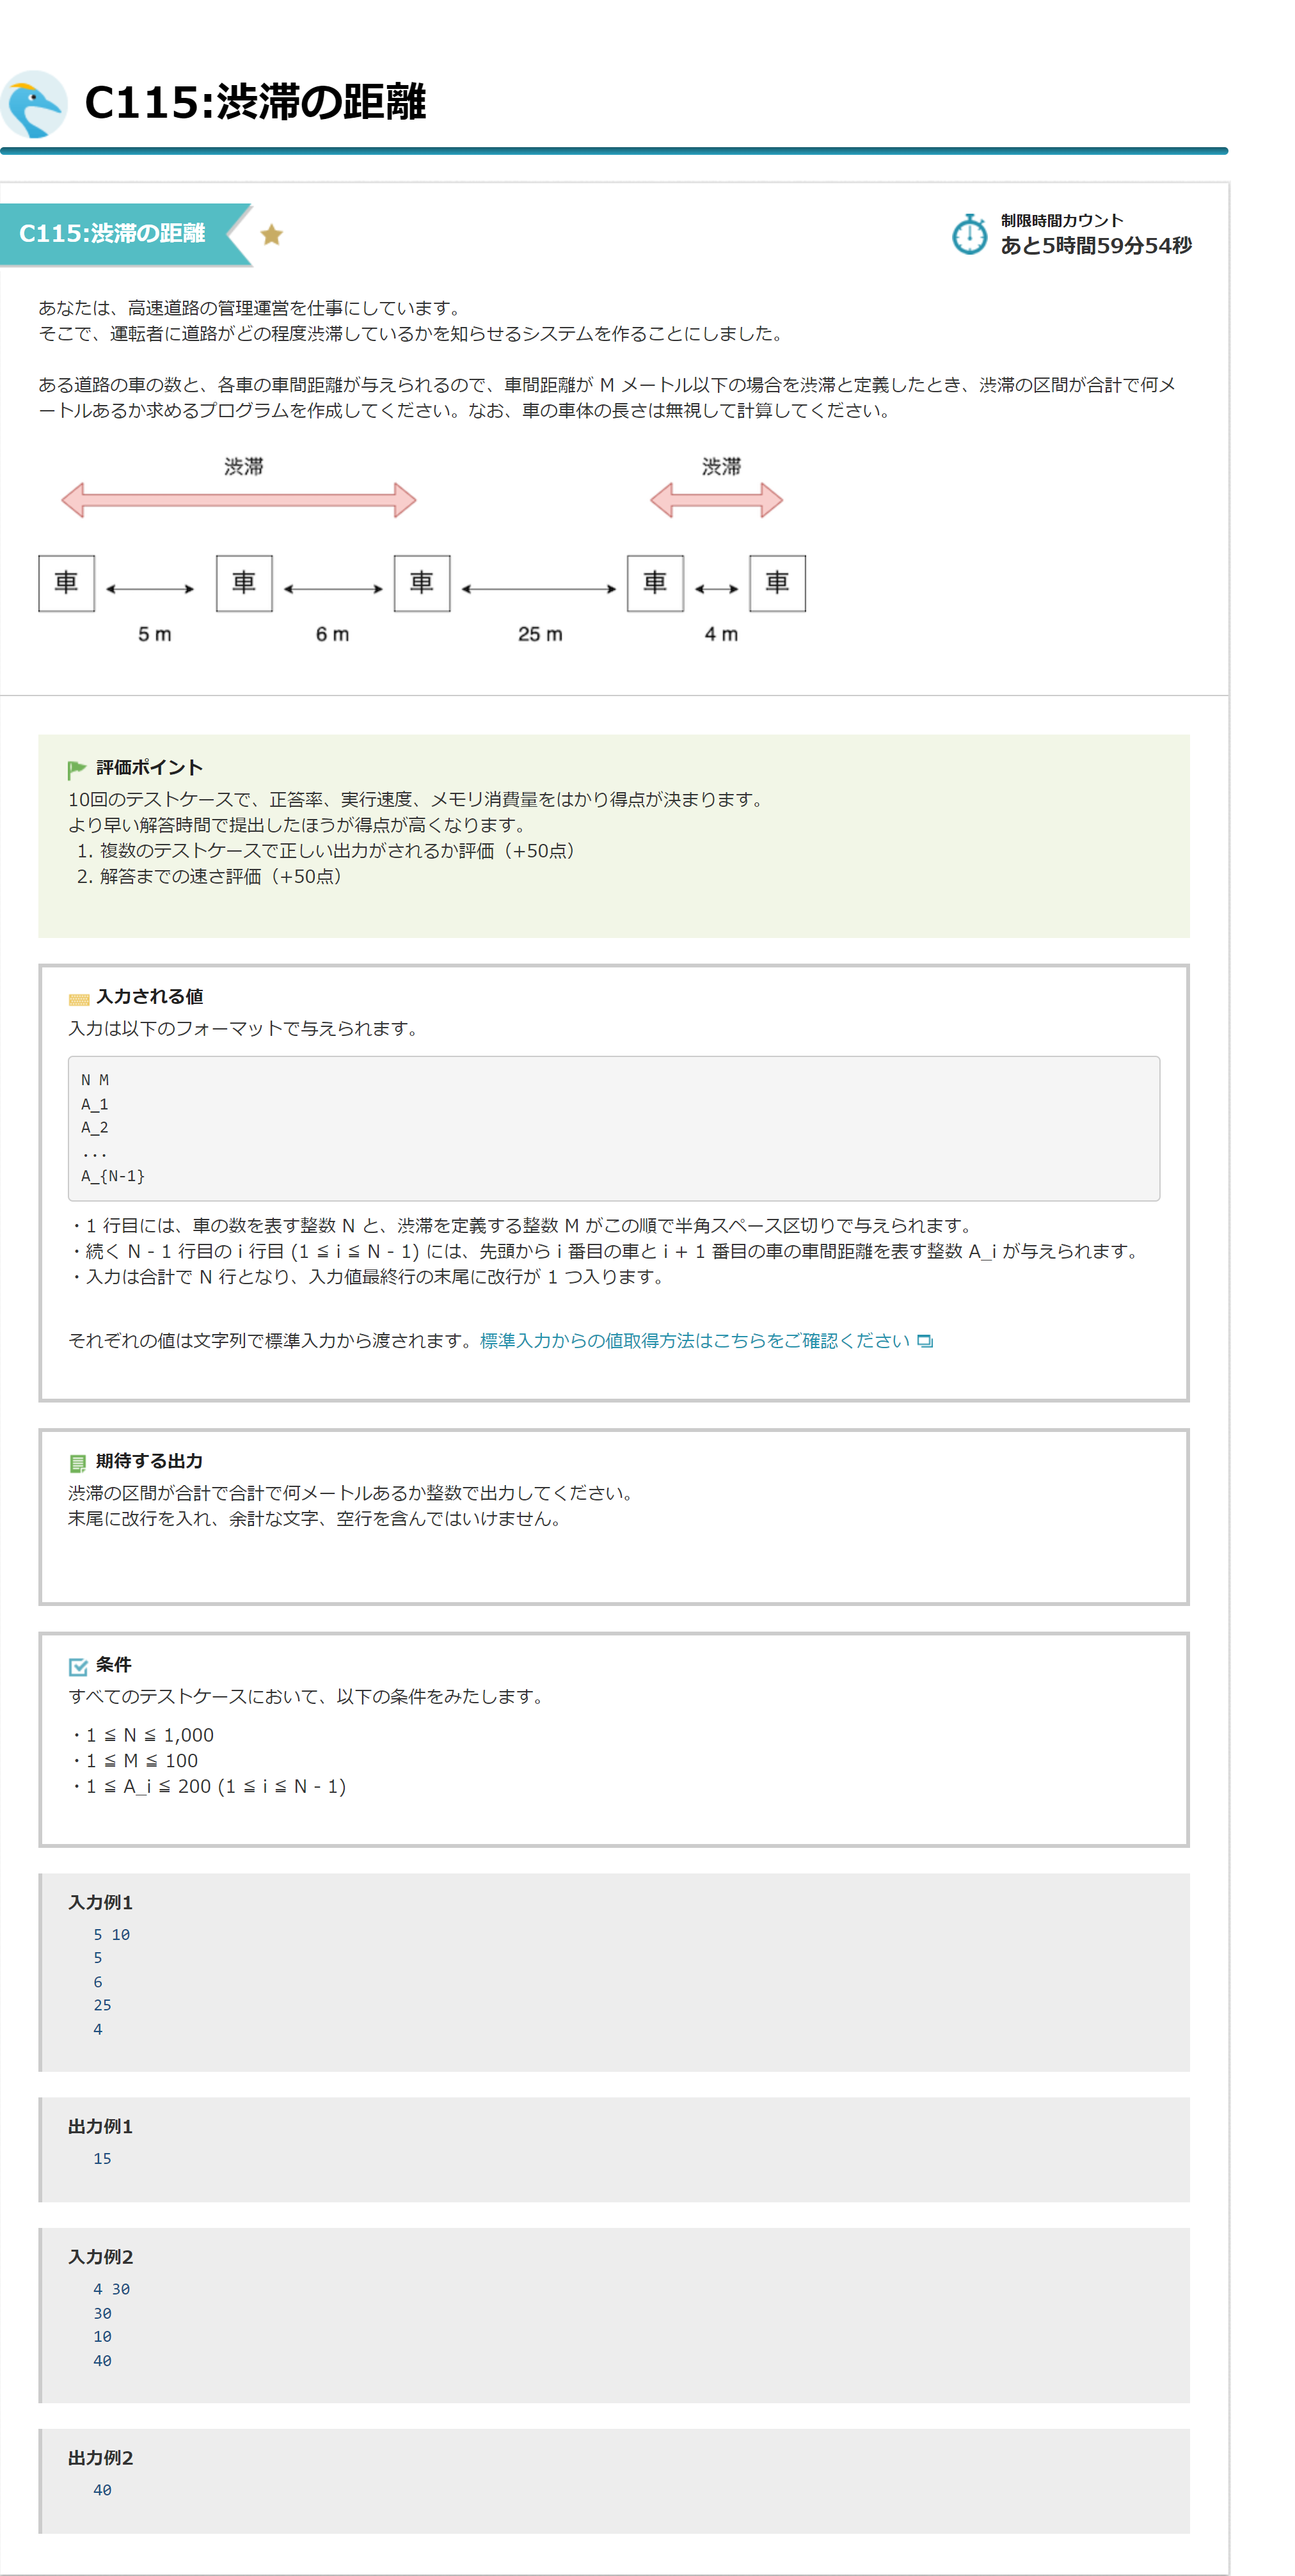 C115:渋滞の距離
C115:渋滞の距離
制限時間カウント
あと5時間59分54秒
あなたは、高速道路の管理運営を仕事にしています。
そこで、運転者に道路がどの程度渋滞しているかを知らせるシステムを作ることにしました。
ある道路の車の数と、各車の車間距離が与えられるので、車間距離が M メートル以下の場合を渋滞と定義したとき、渋滞の区間が合計で何メ
ートルあるか求めるプログラムを作成してください。なお、車の車体の長さは無視して計算してください。
渋滞 渋滞
車 車 車 車 車
5 m 6 m 25 m 4 m
評価ポイント
10回のテストケースで、正答率、実行速度、メモリ消費量をはかり得点が決まります。
より早い解答時間で提出したほうが得点が高くなります。
1. 複数のテストケースで正しい出力がされるか評価（+50点）
2. 解答までの速さ評価（+50点）
入力される値
入力は以下のフォーマットで与えられます。
N M
A_1
A_2
...
A_{N-1}
・1 行目には、車の数を表す整数 N と、渋滞を定義する整数 M がこの順で半角スペース区切りで与えられます。
・続く N - 1 行目の i 行目 (1 ≦ i ≦ N - 1) には、先頭から i 番目の車と i + 1 番目の車の車間距離を表す整数 A_i が与えられます。
・入力は合計で N 行となり、入力値最終行の末尾に改行が 1 つ入ります。
それぞれの値は文字列で標準入力から渡されます。標準入力からの値取得方法はこちらをご確認ください
期待する出力
渋滞の区間が合計で合計で何メートルあるか整数で出力してください。
末尾に改行を入れ、余計な文字、空行を含んではいけません。
条件
すべてのテストケースにおいて、以下の条件をみたします。
・1 ≦ N ≦ 1,000
・1 ≦ M ≦ 100
・1 ≦ A_i ≦ 200 (1 ≦ i ≦ N - 1)
入力例1
5 10
5
6
25
4
出力例1
15
入力例2
4 30
30
10
40
出力例2
40